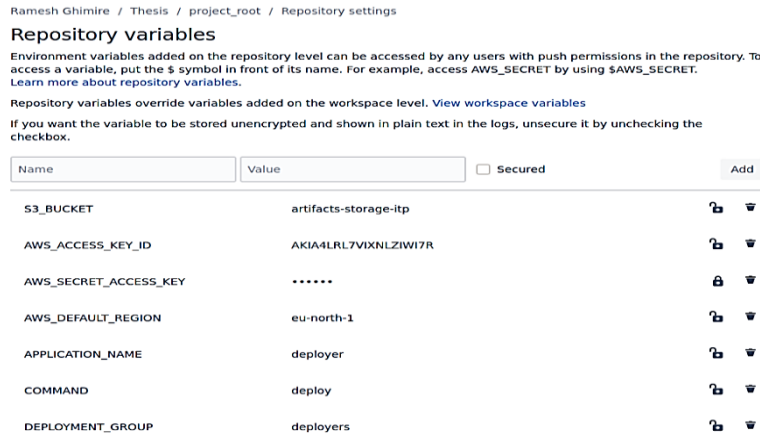 Ramesh Ghimire / Thesis / project_root / Repository settings
Repository variables
Environment variables added on the repository level can be accessed by any users with push permissions in the repository. To
access a variable, put the $ symbol in front of its name. For example, access AWS_SECRET by using $AWS_SECRET.
Learn more about repository variables.
Repository variables override variables added on the workspace level. View workspace variables
If you want the variable to be stored unencrypted and shown in plain text in the logs, unsecure it by unchecking the
checkbox.
Name Value Secured Add
S3_BUCKET artifacts-storage-itp
AWS_ACCESS_KEY_ID AKIA4LRL7VIXNLZIWI7R
AWS_SECRET_ACCESS_KEY ••••••
AWS_DEFAULT_REGION eu-north-1
APPLICATION_NAME deployer
COMMAND deploy
DEPLOYMENT_GROUP deployers